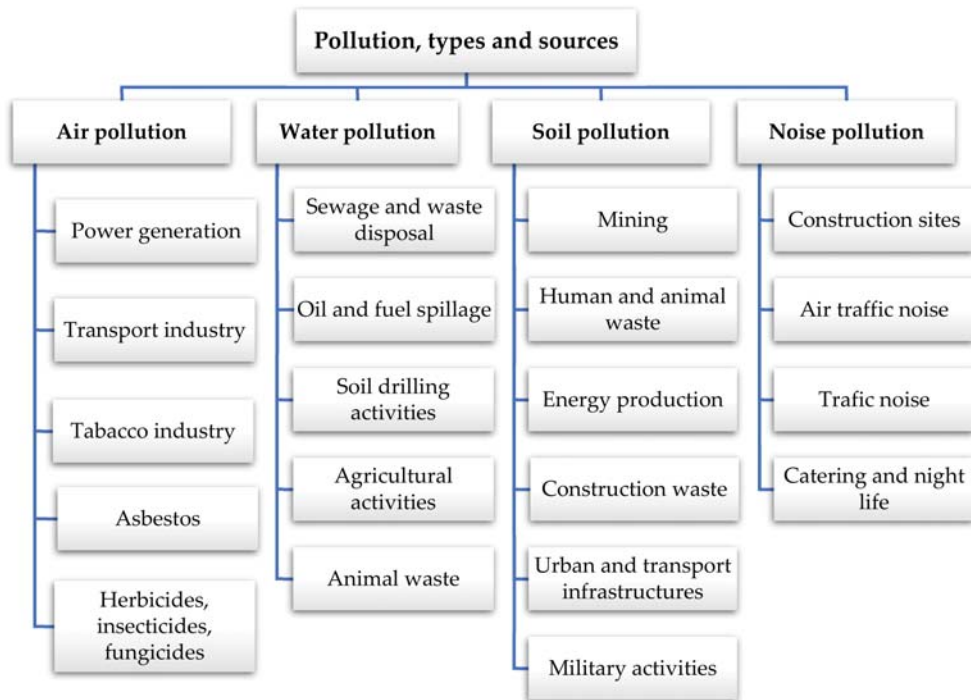 Pollution, types and sources
Air pollution
Power generation
Transport industry
Tabacco industry
Asbestos
Herbicides,
insecticides,
fungicides
Water pollution
Sewage and waste
disposal
Oil and fuel spillage
Soil drilling
activities
Agricultural
activities
Animal waste
Soil pollution
Mining
Human and animal
waste
Energy production
Construction waste
Urban and transport
infrastructures
Military activities
Noise pollution
Construction sites
Air traffic noise
Trafic noise
Catering and night
life